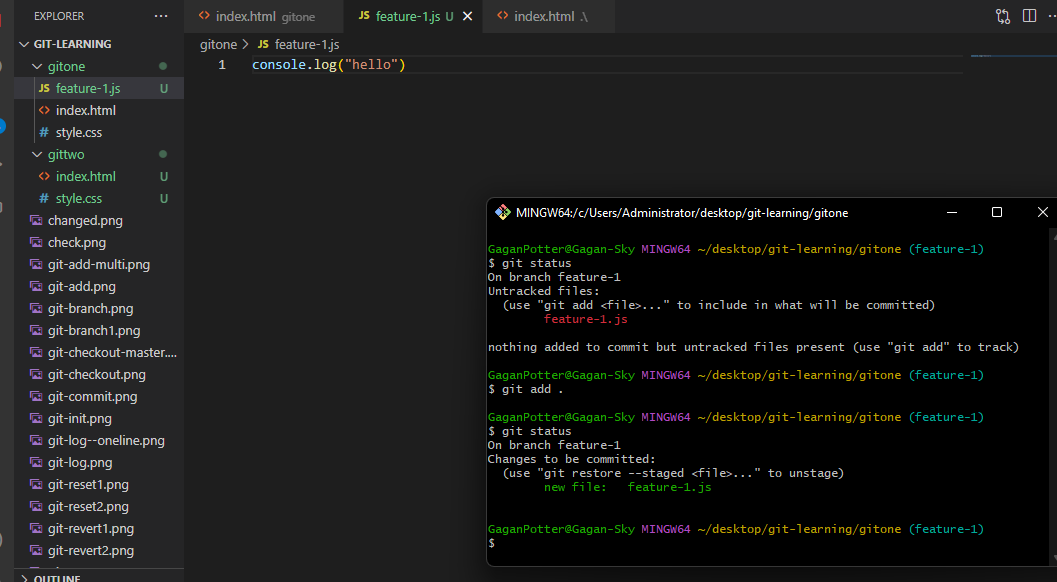 EXPLORER ···
GIT-LEARNING
gitone
JS feature-1.js U
<> index.html
# style.css
gittwo
<> index.html U
# style.css U
changed.png
check.png
git-add-multi.png
git-add.png
git-branch.png
git-branch1.png
git-checkout-master....
git-checkout.png
git-commit.png
git-init.png
git-log--oneline.png
git-log.png
git-reset1.png
git-reset2.png
git-revert1.png
git-revert2.png
OUTLINE
<> index.html gitone
JS feature-1.js U
<> index.html .\
gitone > JS feature-1.js
1 console.log("hello")
MINGW64:/c/Users/Administrator/desktop/git-learning/gitone
GaganPotter@Gagan-Sky MINGW64 ~/desktop/git-learning/gitone (feature-1)
$ git status
On branch feature-1
Untracked files:
(use "git add <file>..." to include in what will be committed)
feature-1.js
nothing added to commit but untracked files present (use "git add" to track)
GaganPotter@Gagan-Sky MINGW64 ~/desktop/git-learning/gitone (feature-1)
$ git add .
GaganPotter@Gagan-Sky MINGW64 ~/desktop/git-learning/gitone (feature-1)
$ git status
On branch feature-1
Changes to be committed:
(use "git restore --staged <file>..." to unstage)
new file:   feature-1.js
GaganPotter@Gagan-Sky MINGW64 ~/desktop/git-learning/gitone (feature-1)
$